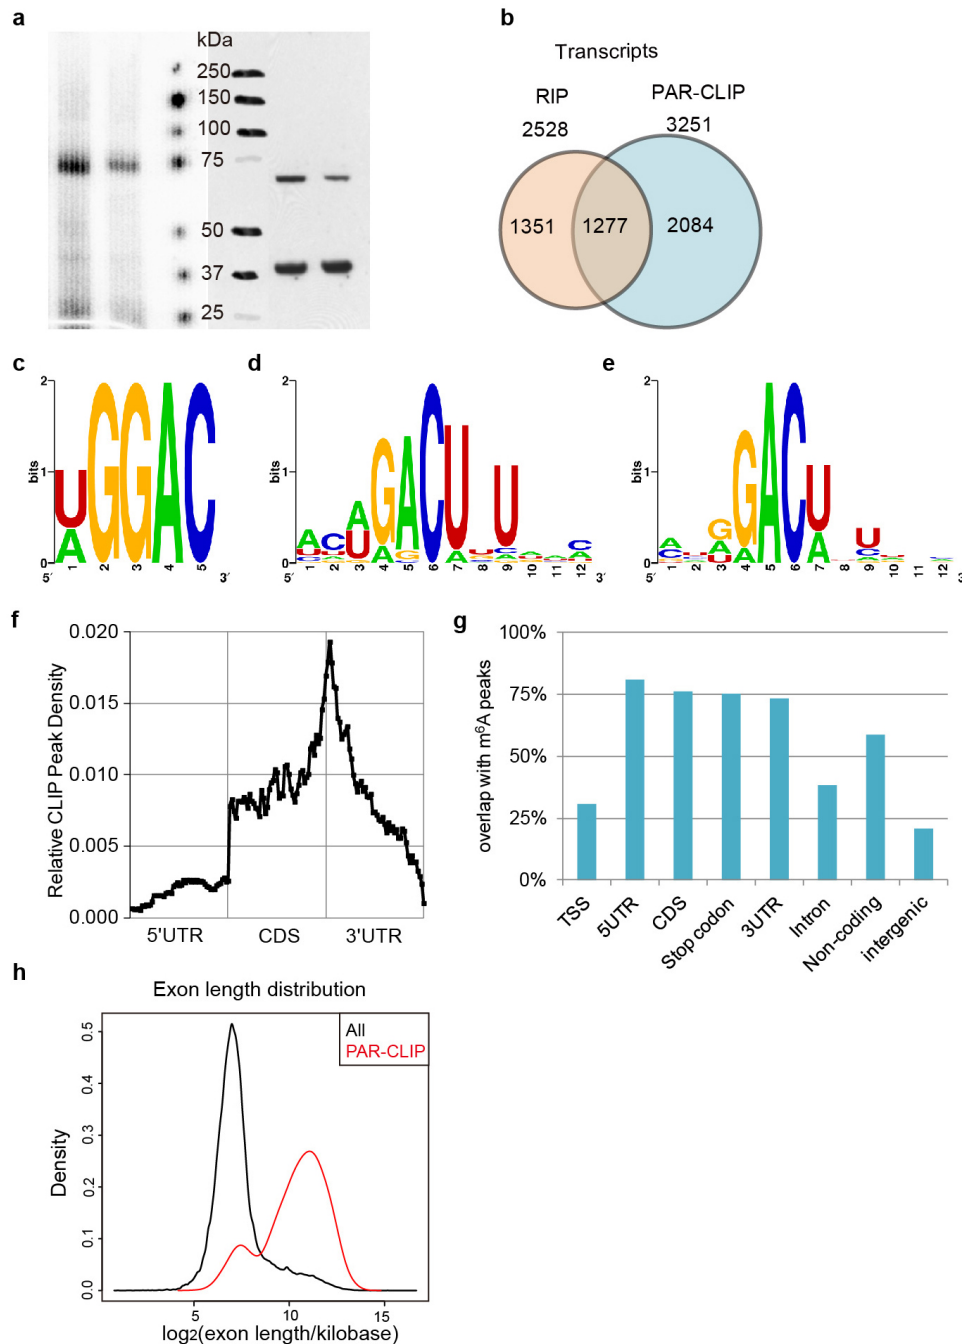 a
kDa
250
150
100
75
50
37
25
b
Transcripts
RIP
PAR-CLIP
2528
3251
1351
1277
2084
c
2
1
0
bits
U
A
G
G
A
C
5′
1
2
3
4
5
3′
d
2
1
0
bits
A
C
A
U
G
A
C
U
U
5′
1
2
3
4
5
6
7
8
9
10
11
12
3′
e
2
1
0
bits
A
G
A
G
A
C
U
A
U
5′
1
2
3
4
5
6
7
8
9
10
11
12
3′
f
Relative CLIP Peak Density
0.020
0.015
0.010
0.005
0.000
5'UTR
CDS
3'UTR
g
overlap with m⁶A peaks
100%
75%
50%
25%
0%
TSS
5UTR
CDS
Stop codon
3UTR
Intron
Non-coding
intergenic
h
Exon length distribution
All
PAR-CLIP
Density
0.5
0.4
0.3
0.2
0.1
0.0
5
10
15
log₂(exon length/kilobase)